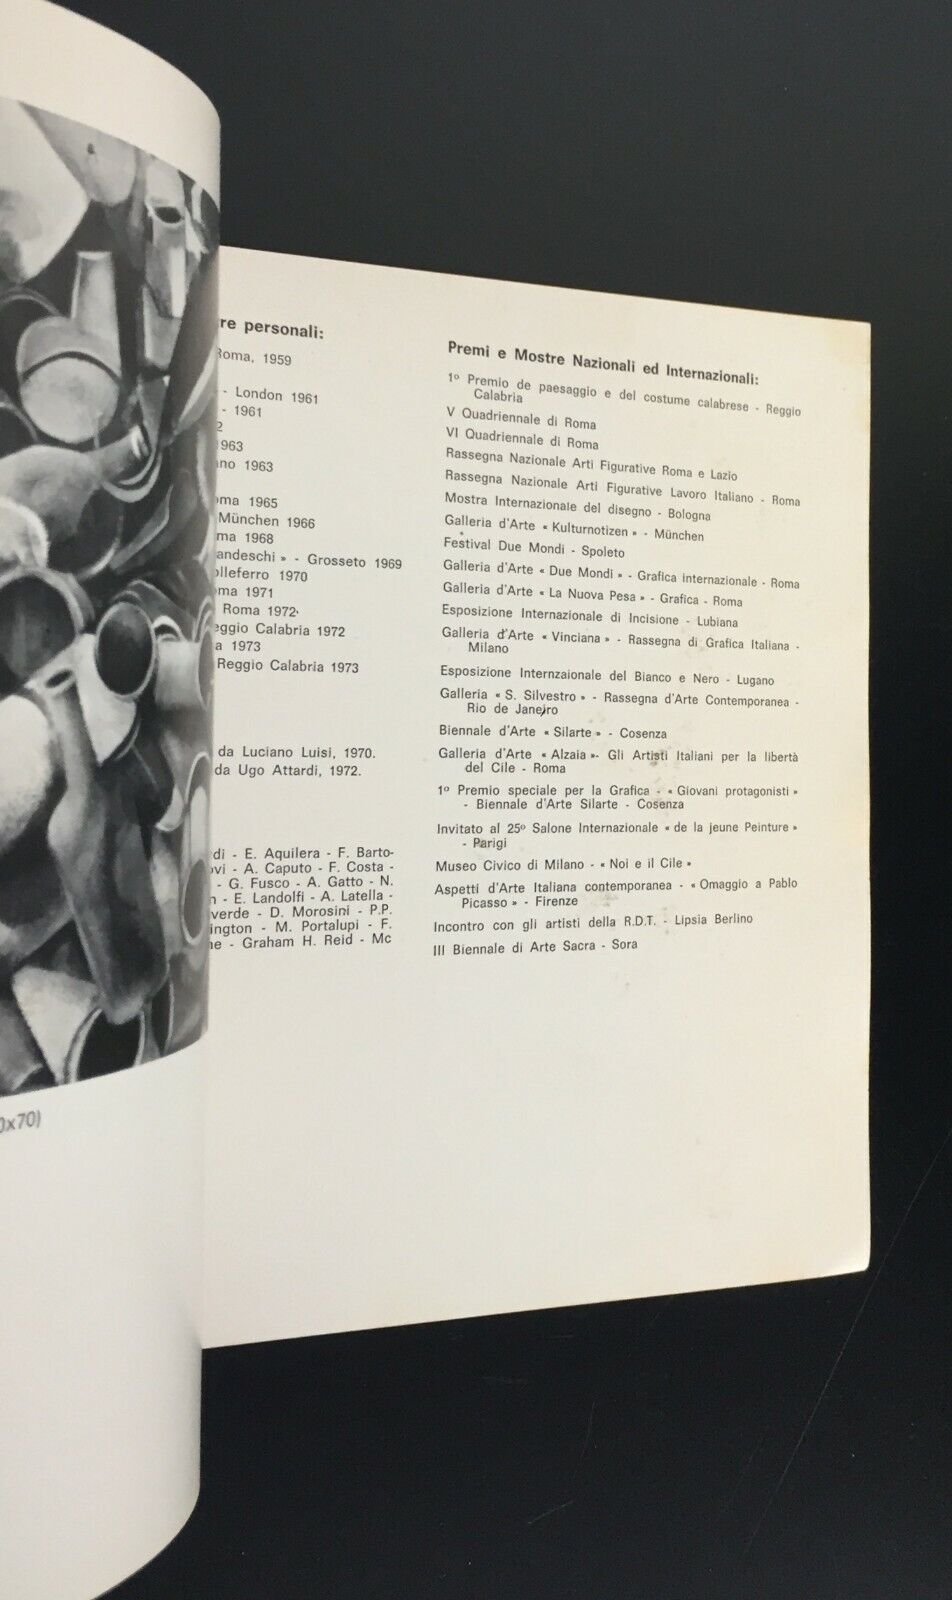 0x70)
re personali:
Roma, 1959
- London 1961
- 1961
2
1963
ano 1963
oma 1965
München 1966
ma 1968
andeschi » - Grosseto 1969
olleferro 1970
oma 1971
Roma 1972
eggio Calabria 1972
a 1973
Reggio Calabria 1973
da Luciano Luisi, 1970.
da Ugo Attardi, 1972.
di - E. Aquilera - F. Barto-
ovi - A. Caputo - F. Costa -
- G. Fusco - A. Gatto - N.
n - E. Landolfi - A. Latella -
verde - D. Morosini - P.P.
ington - M. Portalupi - F.
ne - Graham H. Reid - Mc
Premi e Mostre Nazionali ed Internazionali:
1º Premio de paesaggio e del costume calabrese - Reggio
Calabria
V Quadriennale di Roma
VI Quadriennale di Roma
Rassegna Nazionale Arti Figurative Roma e Lazio
Rassegna Nazionale Arti Figurative Lavoro Italiano - Roma
Mostra Internazionale del disegno - Bologna
Galleria d'Arte « Kulturnotizen » - München
Festival Due Mondi - Spoleto
Galleria d'Arte « Due Mondi » - Grafica internazionale - Roma
Galleria d'Arte « La Nuova Pesa » - Grafica - Roma
Esposizione Internazionale di Incisione - Lubiana
Galleria d'Arte « Vinciana » - Rassegna di Grafica Italiana -
Milano
Esposizione Internzaionale del Bianco e Nero - Lugano
Galleria « S. Silvestro » - Rassegna d'Arte Contemporanea -
Rio de Janeiro
Biennale d'Arte « Silarte » - Cosenza
Galleria d'Arte « Alzaia »- Gli Artisti Italiani per la libertà
del Cile - Roma
1º Premio speciale per la Grafica - « Giovani protagonisti »
- Biennale d'Arte Silarte - Cosenza
Invitato al 25º Salone Internazionale « de la jeune Peinture »
- Parigi
Museo Civico di Milano - « Noi e il Cile »
Aspetti d'Arte Italiana contemporanea - « Omaggio a Pablo
Picasso » - Firenze
Incontro con gli artisti della R.D.T. - Lipsia Berlino
III Biennale di Arte Sacra - Sora